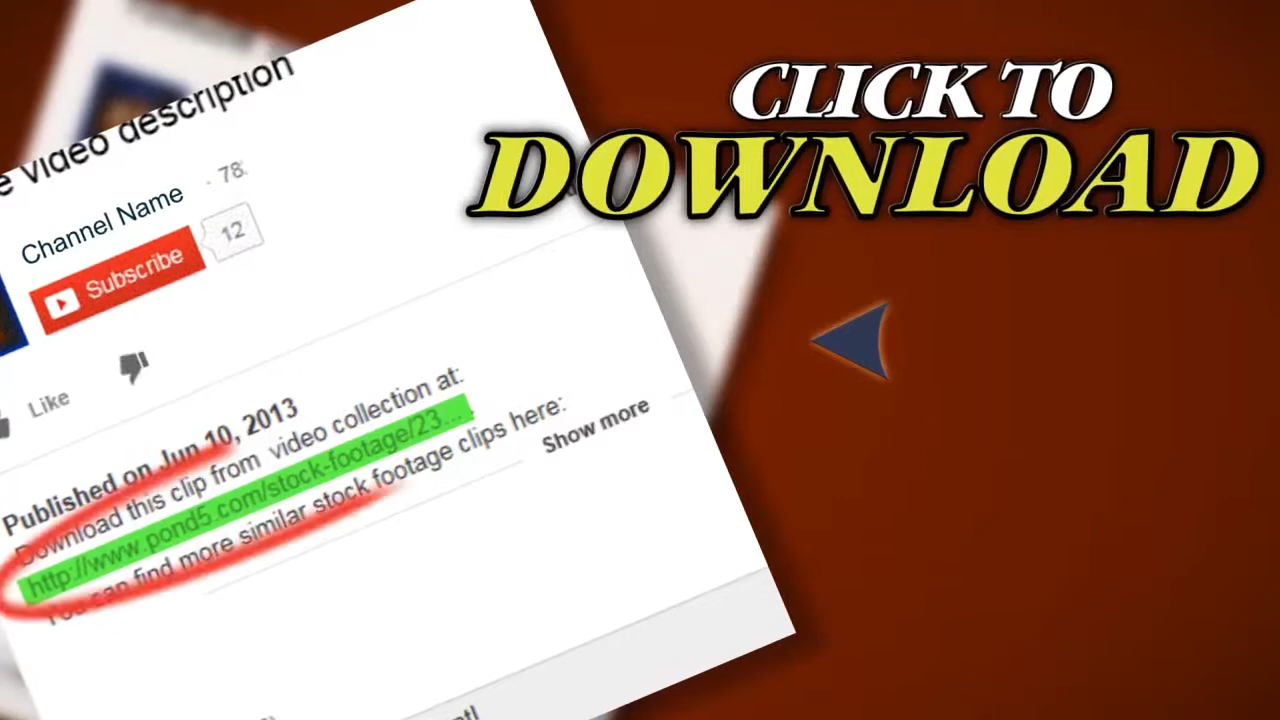 CLICK TO
DOWNLOAD
e video description
Channel Name · 78
Subscribe 12
Like
Published on Jun 10, 2013
Download this clip from video collection at:
http://www.pond5.com/stock-footage/23...
You can find more similar stock footage clips here:
Show more